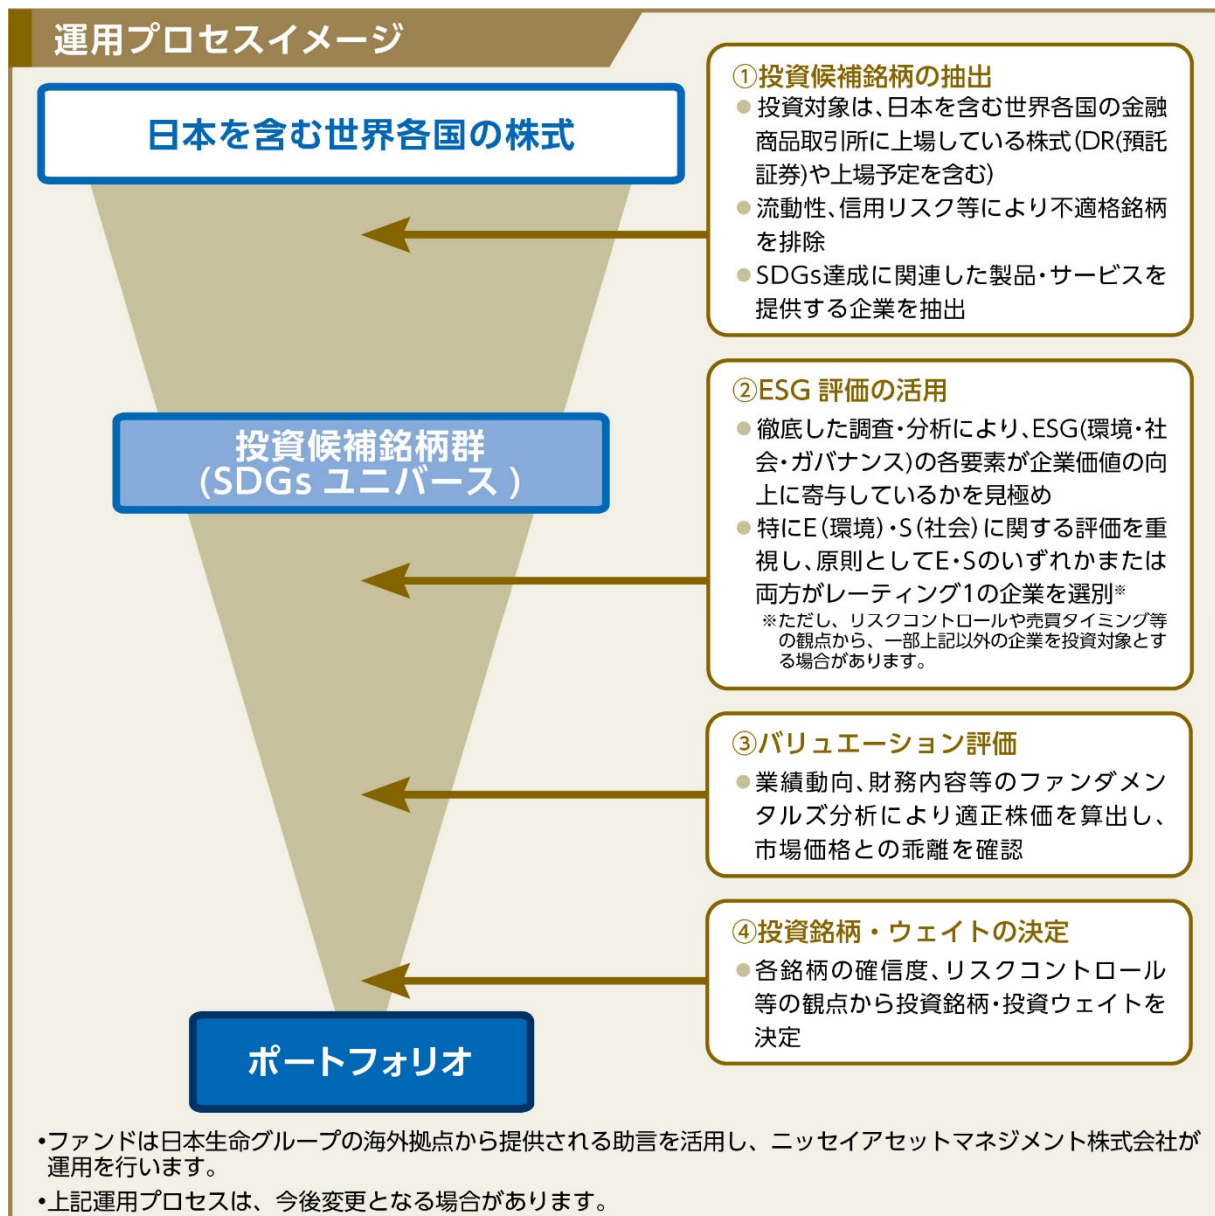 運用プロセスイメージ
日本を含む世界各国の株式
①投資候補銘柄の抽出
●投資対象は、日本を含む世界各国の金融
商品取引所に上場している株式(DR(預託
証券)や上場予定を含む)
●流動性、信用リスク等により不適格銘柄
を排除
●SDGs達成に関連した製品・サービスを
提供する企業を抽出
投資候補銘柄群
(SDGs ユニバース )
②ESG 評価の活用
●徹底した調査・分析により、ESG(環境・社
会・ガバナンス)の各要素が企業価値の向
上に寄与しているかを見極め
●特にE(環境)・S(社会)に関する評価を重
視し、原則としてE・Sのいずれかまたは
両方がレーティング1の企業を選別※
※ただし、リスクコントロールや売買タイミング等
の観点から、一部上記以外の企業を投資対象とす
る場合があります。
③バリュエーション評価
●業績動向、財務内容等のファンダメン
タルズ分析により適正株価を算出し、
市場価格との乖離を確認
④投資銘柄・ウェイトの決定
●各銘柄の確信度、リスクコントロール
等の観点から投資銘柄・投資ウェイトを
決定
ポートフォリオ
•ファンドは日本生命グループの海外拠点から提供される助言を活用し、ニッセイアセットマネジメント株式会社が
運用を行います。
•上記運用プロセスは、今後変更となる場合があります。